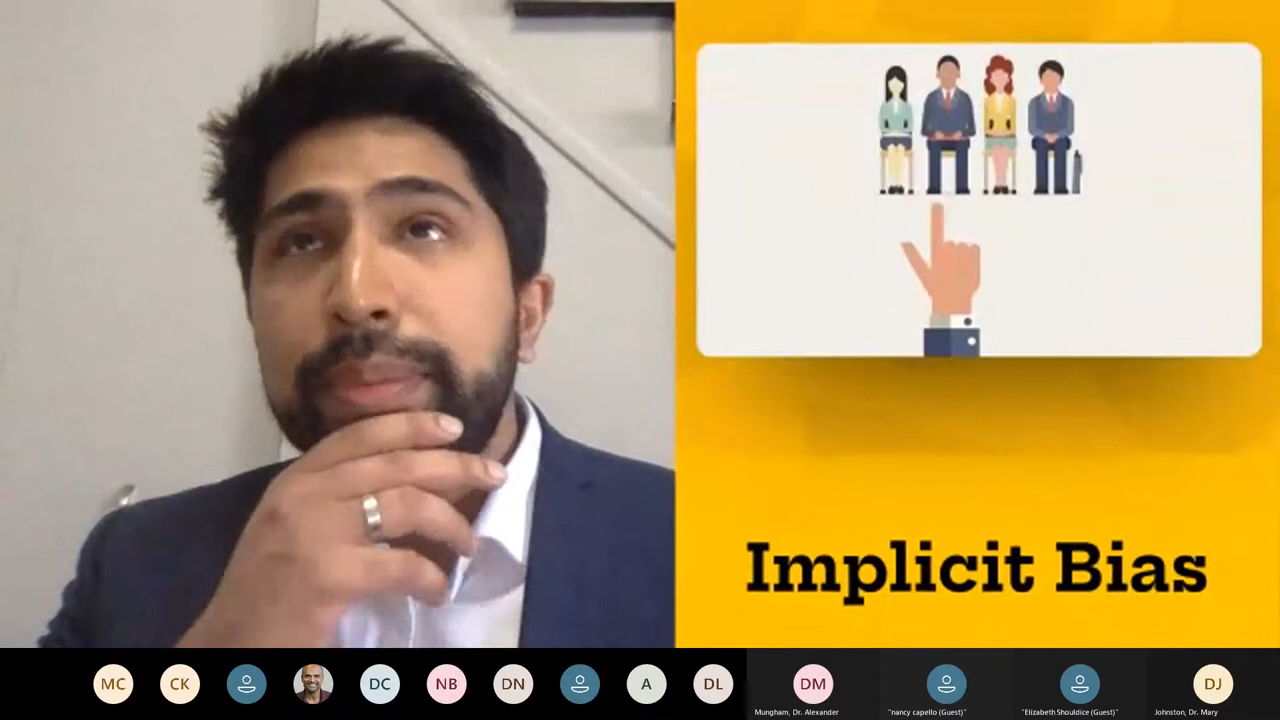 Implicit Bias
MC
CK
DC
NB
DN
A
DL
DM
DJ
Mungham, Dr. Alexander
"nancy capello (Guest)"
"Elizabeth Shouldice (Guest)"
Johnston, Dr. Mary